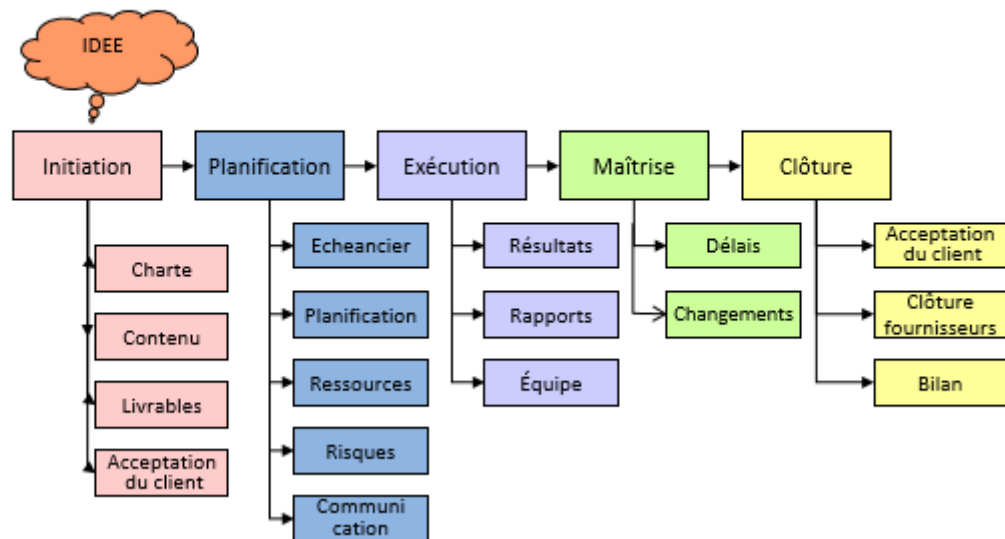 IDEE
Initiation
Planification
Exécution
Maîtrise
Clôture
Charte
Contenu
Livrables
Acceptation
du client
Echeancier
Planification
Ressources
Risques
Communi
cation
Résultats
Rapports
Équipe
Délais
Changements
Acceptation
du client
Clôture
fournisseurs
Bilan